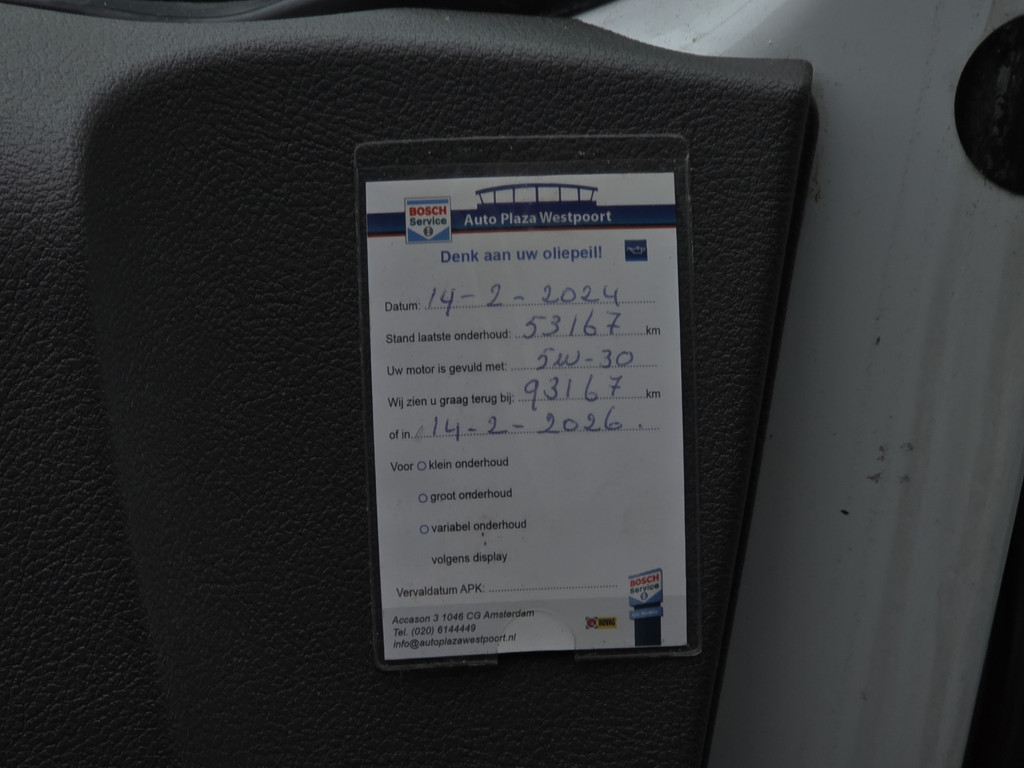 BOSCH
Service
Auto Plaza Westpoort
Denk aan uw oliepeil!
Datum: 14-2-2024
Stand laatste onderhoud: 53167 km
Uw motor is gevuld met: 5W-30
Wij zien u graag terug bij: 93167 km
of in 14-2-2026.
Voor klein onderhoud
groot onderhoud
variabel onderhoud
volgens display
Vervaldatum APK:
BOSCH
Service
Accason 3 1046 CG Amsterdam
Tel. (020) 6144449
info@autoplazawestpoort.nl
BOVAG